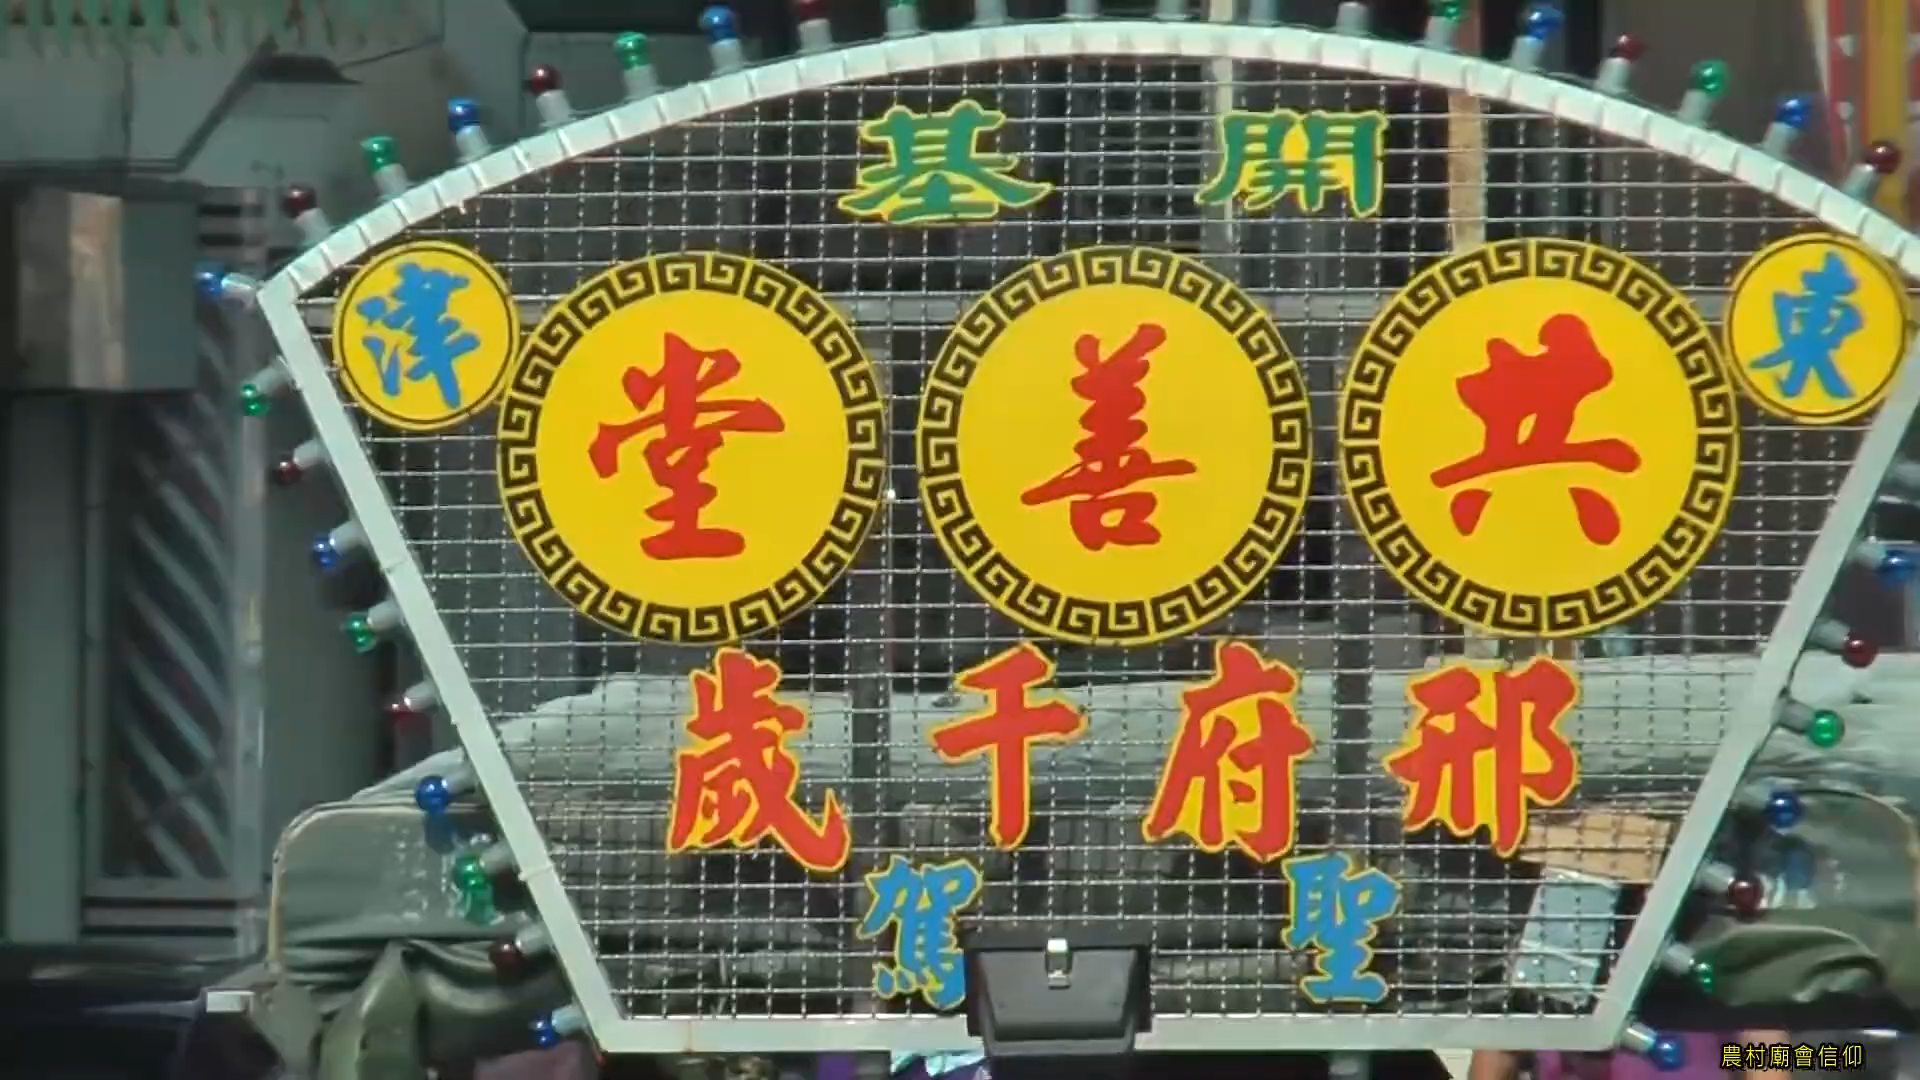 開基
東津
共善堂
邢府千歲
聖駕
農村廟會信仰